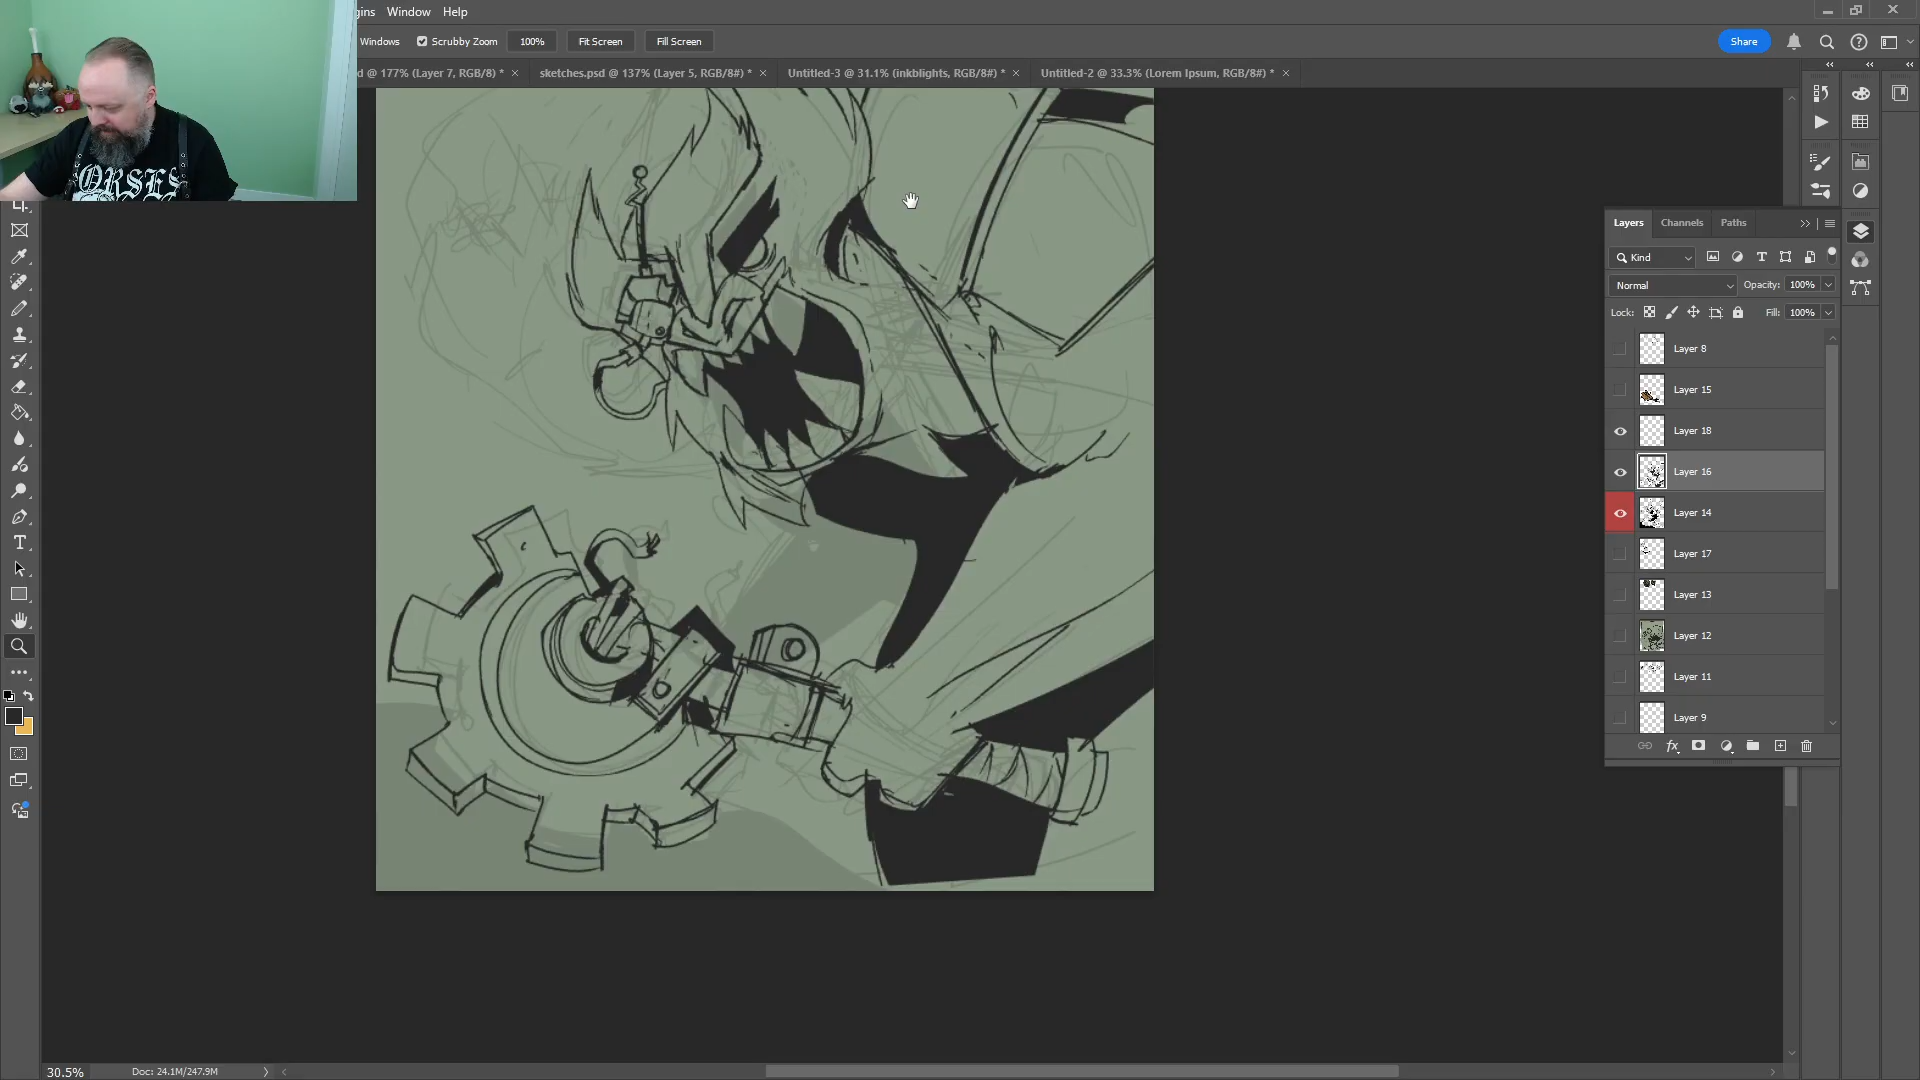 gins Window Help
Windows Scrubby Zoom 100% Fit Screen Fill Screen Share
d @ 177% (Layer 7, RGB/8) * × sketches.psd @ 137% (Layer 5, RGB/8#) * × Untitled-3 @ 31.1% (inkblights, RGB/8#) * × Untitled-2 @ 33.3% (Lorem Ipsum, RGB/8#) * ×
ORSES
Layers Channels Paths
Kind
Normal Opacity: 100%
Lock: Fill: 100%
Layer 8
Layer 15
Layer 18
Layer 16
Layer 14
Layer 17
Layer 13
Layer 12
Layer 11
Layer 9
30.5% Doc: 24.1M/247.9M